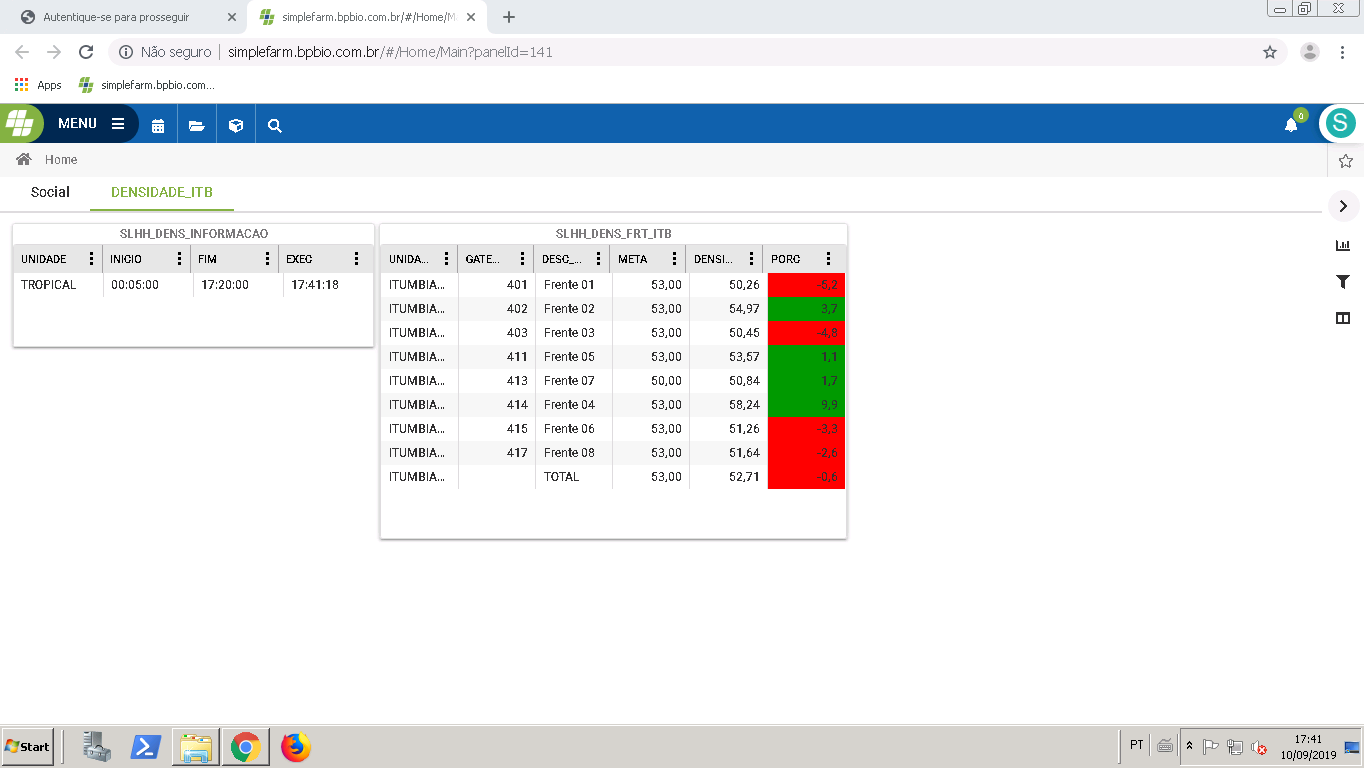 Autentique-se para prosseguir
simplefarm.bpbio.com.br/#/Home/M
Não seguro simplefarm.bpbio.com.br/#/Home/Main?panelId=141
Apps simplefarm.bpbio.com...
MENU 0 S
Home
Social DENSIDADE_ITB
SLHH_DENS_INFORMACAO
UNIDADE INICIO FIM EXEC
TROPICAL 00:05:00 17:20:00 17:41:18
SLHH_DENS_FRT_ITB
UNIDA... GATE... DESC_... META DENSI... PORC
ITUMBIA... 401 Frente 01 53,00 50,26 -5,2
ITUMBIA... 402 Frente 02 53,00 54,97 3,7
ITUMBIA... 403 Frente 03 53,00 50,45 -4,8
ITUMBIA... 411 Frente 05 53,00 53,57 1,1
ITUMBIA... 413 Frente 07 50,00 50,84 1,7
ITUMBIA... 414 Frente 04 53,00 58,24 9,9
ITUMBIA... 415 Frente 06 53,00 51,26 -3,3
ITUMBIA... 417 Frente 08 53,00 51,64 -2,6
ITUMBIA... TOTAL 53,00 52,71 -0,6
Start PT 17:41
10/09/2019